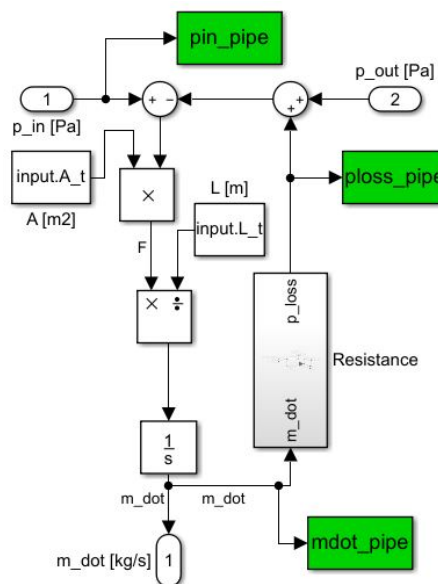 pin_pipe
p_out [Pa]
1
+ −
+
+
2
p_in [Pa]
input.A_t
ploss_pipe
L [m]
×
input.L_t
A [m2]
F
× ÷
p_loss
Resistance
m_dot
1
s
m_dot
m_dot
mdot_pipe
m_dot [kg/s]
1